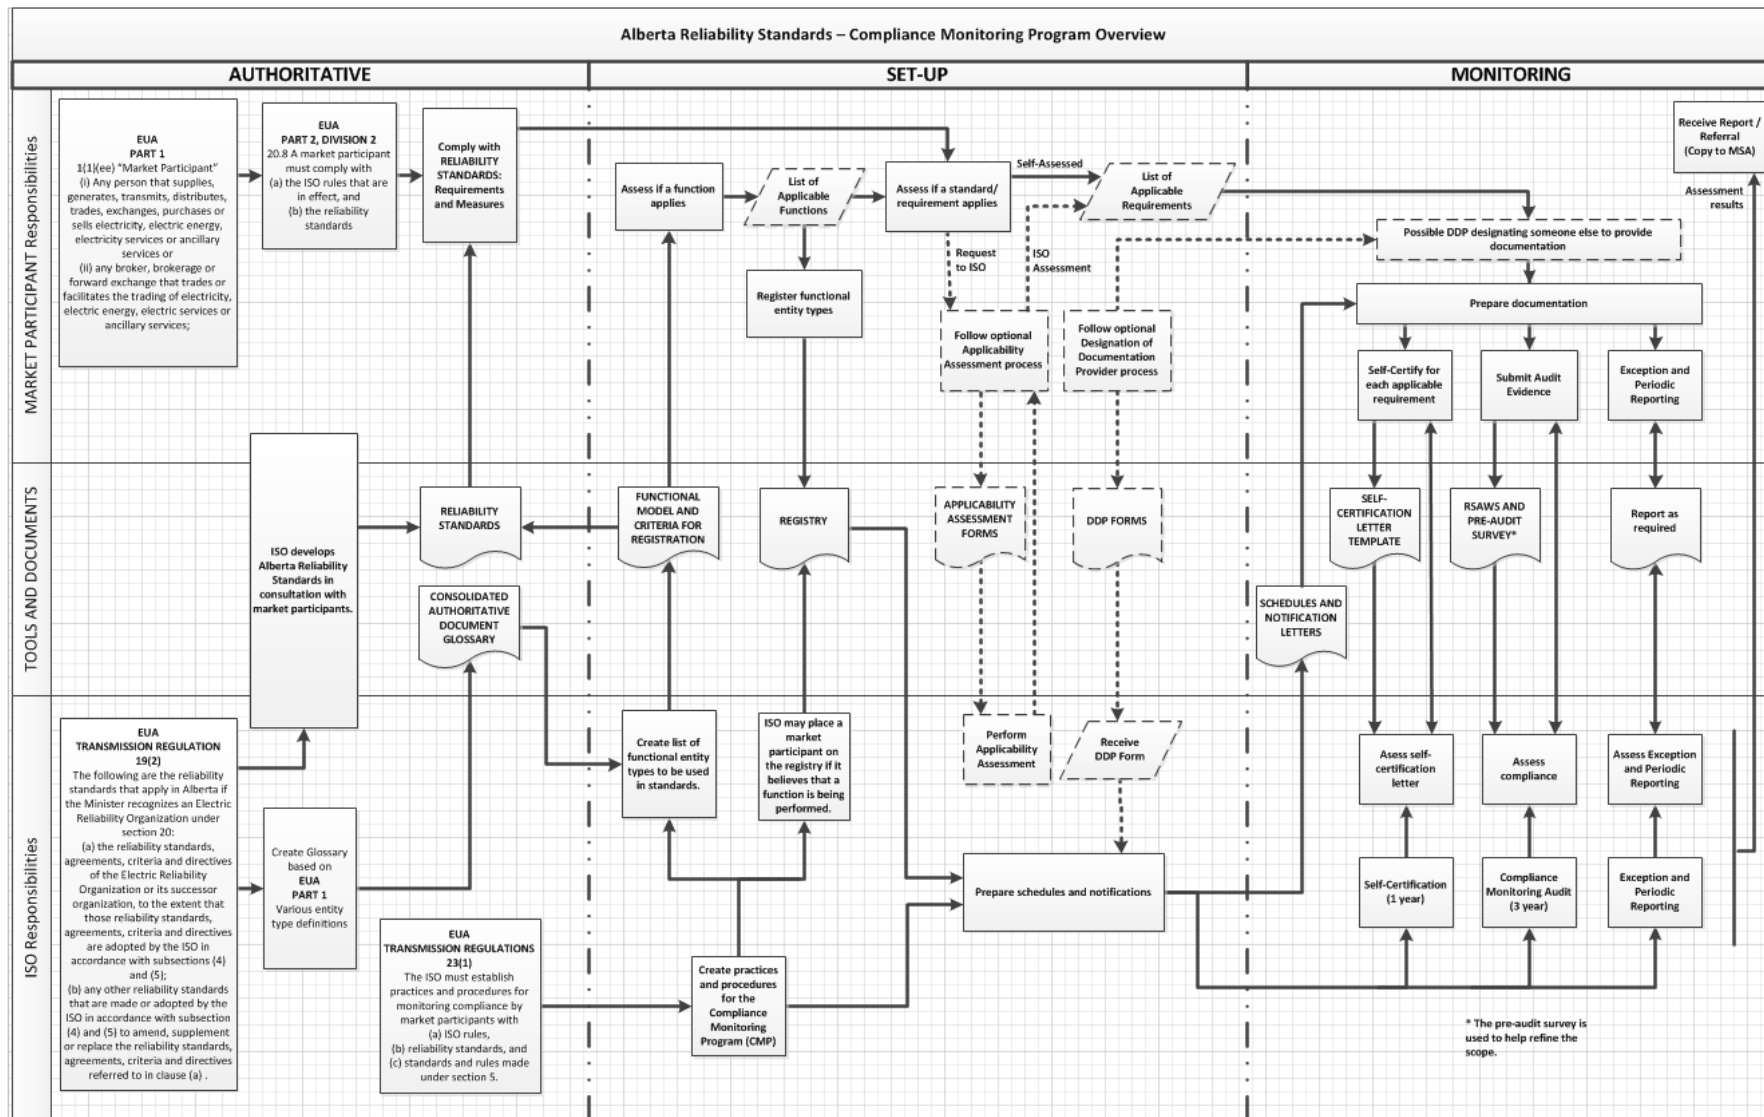 Alberta Reliability Standards – Compliance Monitoring Program Overview
AUTHORITATIVE
SET-UP
MONITORING
MARKET PARTICIPANT Responsibilities
EUA
PART 1
1(1)(ee) "Market Participant"
(i) Any person that supplies,
generates, transmits, distributes,
trades, exchanges, purchases or
sells electricity, electric energy,
electricity services or ancillary
services or
(ii) any broker, brokerage or
forward exchange that trades or
facilitates the trading of electricity,
electric energy, electric services or
ancillary services;
EUA
PART 2, DIVISION 2
20.8 A market participant
must comply with
(a) the ISO rules that are
in effect, and
(b) the reliability
standards
Comply with
RELIABILITY
STANDARDS:
Requirements
and Measures
Assess if a function
applies
List of
Applicable
Functions
Assess if a standard/
requirement applies
Self-Assessed
List of
Applicable
Requirements
Register functional
entity types
Request
to ISO
ISO
Assessment
Follow optional
Applicability
Assessment process
Follow optional
Designation of
Documentation
Provider process
Receive Report /
Referral
(Copy to MSA)
Assessment
results
Possible DDP designating someone else to provide
documentation
Prepare documentation
Self-Certify for
each applicable
requirement
Submit Audit
Evidence
Exception and
Periodic
Reporting
TOOLS AND DOCUMENTS
ISO develops
Alberta Reliability
Standards in
consultation with
market participants.
RELIABILITY
STANDARDS
CONSOLIDATED
AUTHORITATIVE
DOCUMENT
GLOSSARY
FUNCTIONAL
MODEL AND
CRITERIA FOR
REGISTRATION
REGISTRY
APPLICABILITY
ASSESSMENT
FORMS
DDP FORMS
SCHEDULES AND
NOTIFICATION
LETTERS
SELF-
CERTIFICATION
LETTER
TEMPLATE
RSAWS AND
PRE-AUDIT
SURVEY*
Report as
required
ISO Responsibilities
EUA
TRANSMISSION REGULATION
19(2)
The following are the reliability
standards that apply in Alberta if
the Minister recognizes an Electric
Reliability Organization under
section 20:
(a) the reliability standards,
agreements, criteria and directives
of the Electric Reliability
Organization or its successor
organization, to the extent that
those reliability standards,
agreements, criteria and directives
are adopted by the ISO in
accordance with subsections (4)
and (5);
(b) any other reliability standards
that are made or adopted by the
ISO in accordance with subsection
(4) and (5) to amend, supplement
or replace the reliability standards,
agreements, criteria and directives
referred to in clause (a) .
Create Glossary
based on
EUA
PART 1
Various entity
type definitions
EUA
TRANSMISSION REGULATIONS
23(1)
The ISO must establish
practices and procedures for
monitoring compliance by
market participants with
(a) ISO rules,
(b) reliability standards, and
(c) standards and rules made
under section 5.
Create list of
functional entity
types to be used
in standards.
ISO may place a
market
participant on
the registry if it
believes that a
function is being
performed.
Create practices
and procedures
for the
Compliance
Monitoring
Program (CMP)
Perform
Applicability
Assessment
Receive
DDP Form
Prepare schedules and notifications
Asess self-
certification
letter
Assess
compliance
Assess Exception
and Periodic
Reporting
Self-Certification
(1 year)
Compliance
Monitoring Audit
(3 year)
Exception and
Periodic
Reporting
* The pre-audit survey is
used to help refine the
scope.